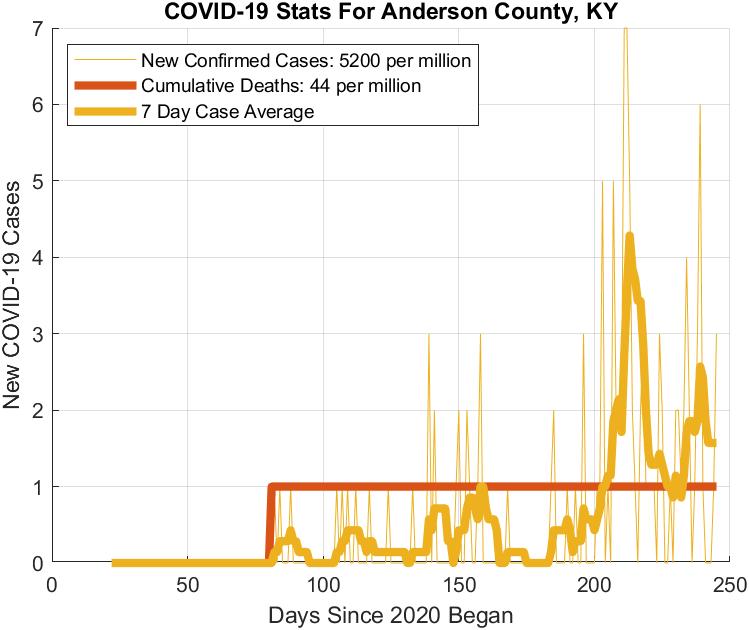 COVID-19 Stats For Anderson County, KY
New Confirmed Cases: 5200 per million
Cumulative Deaths: 44 per million
7 Day Case Average
New COVID-19 Cases
7
6
5
4
3
2
1
0
0 50 100 150 200 250
Days Since 2020 Began